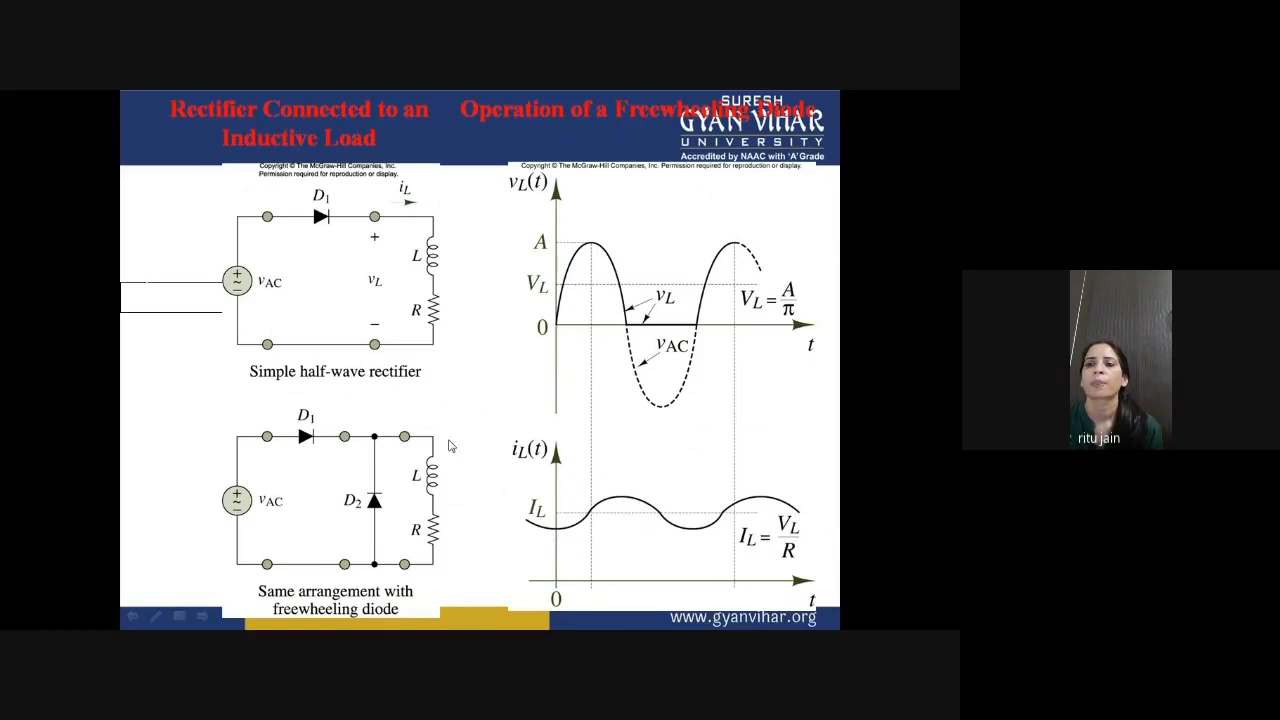 Rectifier Connected to an
Inductive Load
Operation of a Freewheeling Diode
SURESH
GYAN VIHAR
UNIVERSITY
Accredited by NAAC with 'A' Grade
Copyright © The McGraw-Hill Companies, Inc.
Permission required for reproduction or display.
D1
iL
+
L
+
~
−
vAC
vL
R
−
Simple half-wave rectifier
D1
L
+
~
−
vAC
D2
R
Same arrangement with
freewheeling diode
Copyright © The McGraw-Hill Companies, Inc. Permission required for reproduction or display.
vL(t)
A
VL
vL
VL = A/π
0
vAC
t
iL(t)
IL
IL = VL/R
0
t
www.gyanvihar.org
ritu jain